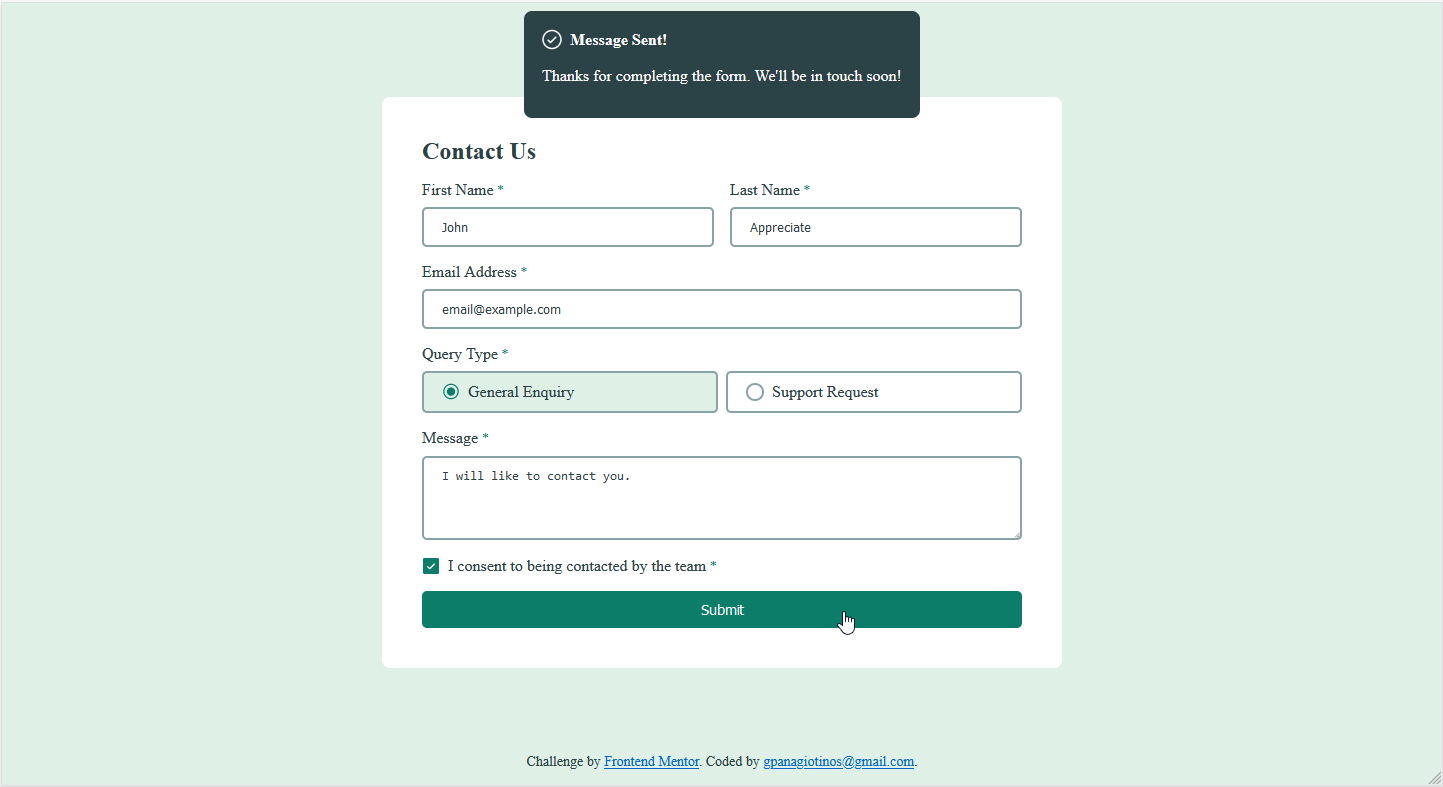 Message Sent!
Thanks for completing the form. We'll be in touch soon!
Contact Us
First Name * Last Name *
John Appreciate
Email Address *
email@example.com
Query Type *
General Enquiry Support Request
Message *
I will like to contact you.
I consent to being contacted by the team *
Submit
Challenge by Frontend Mentor. Coded by gpanagiotinos@gmail.com.